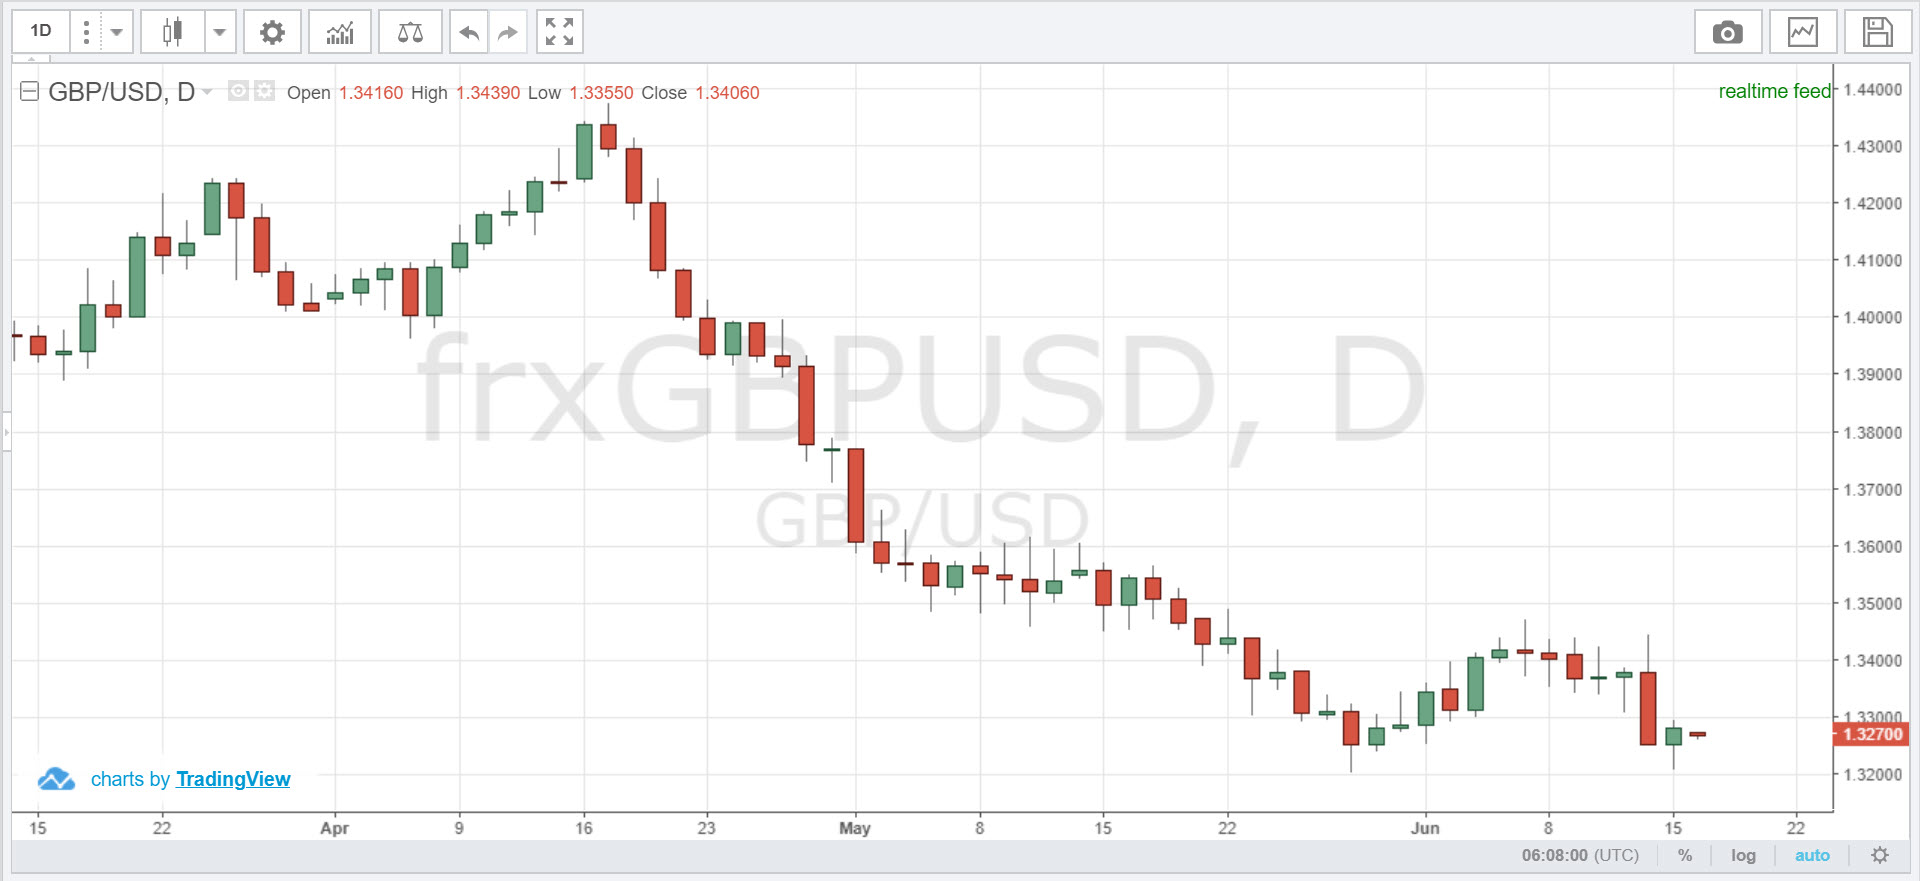 1D
GBP/USD, D Open 1.34160 High 1.34390 Low 1.33550 Close 1.34060
realtime feed
1.44000
1.43000
1.42000
1.41000
1.40000
1.39000
1.38000
1.37000
1.36000
1.35000
1.34000
1.33000
1.32700
1.32000
frxGBPUSD, D
GBP/USD
charts by TradingView
15 22 Apr 9 16 23 May 8 15 22 Jun 8 15 22
06:08:00 (UTC) % log auto